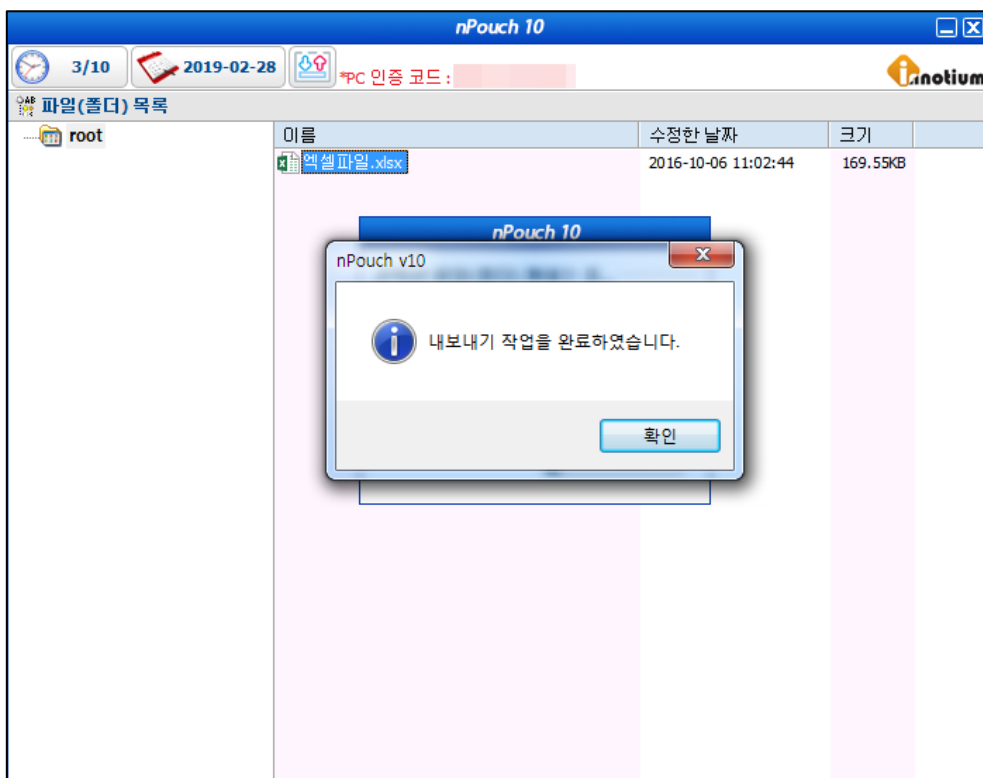 nPouch 10
3/10
2019-02-28
*PC 인증 코드 :
inotium
파일(폴더) 목록
root
이름
수정한 날짜
크기
엑셀파일.xlsx
2016-10-06 11:02:44
169.55KB
nPouch 10
nPouch v10
내보내기 작업을 완료하였습니다.
확인